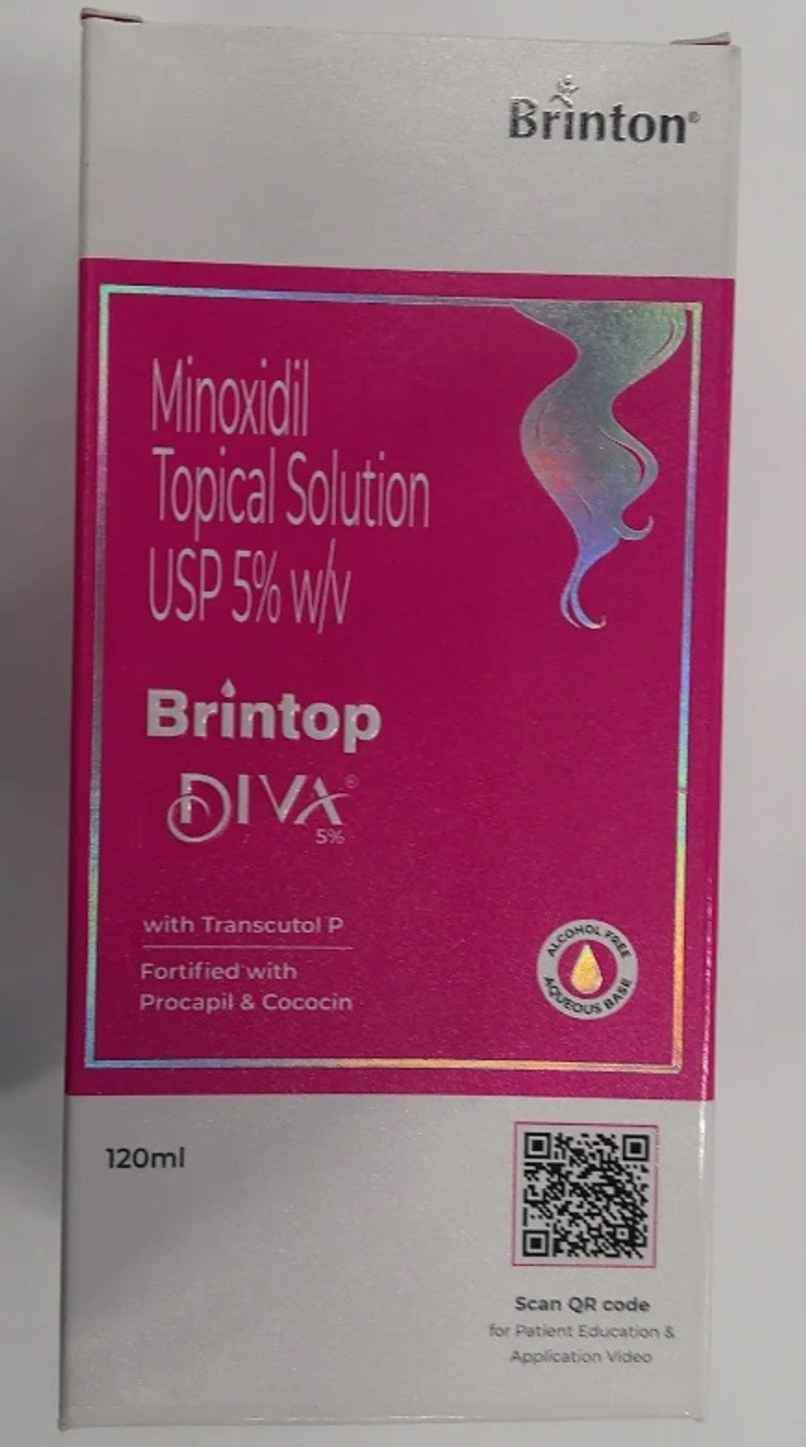 Brinton®
Minoxidil
Topical Solution
USP 5% w/v
Brintop
DIVA®
5%
with Transcutol P
Fortified with
Procapil & Cococin
ALCOHOL FREE
AQUEOUS BASE
120ml
Scan QR code
for Patient Education &
Application Video